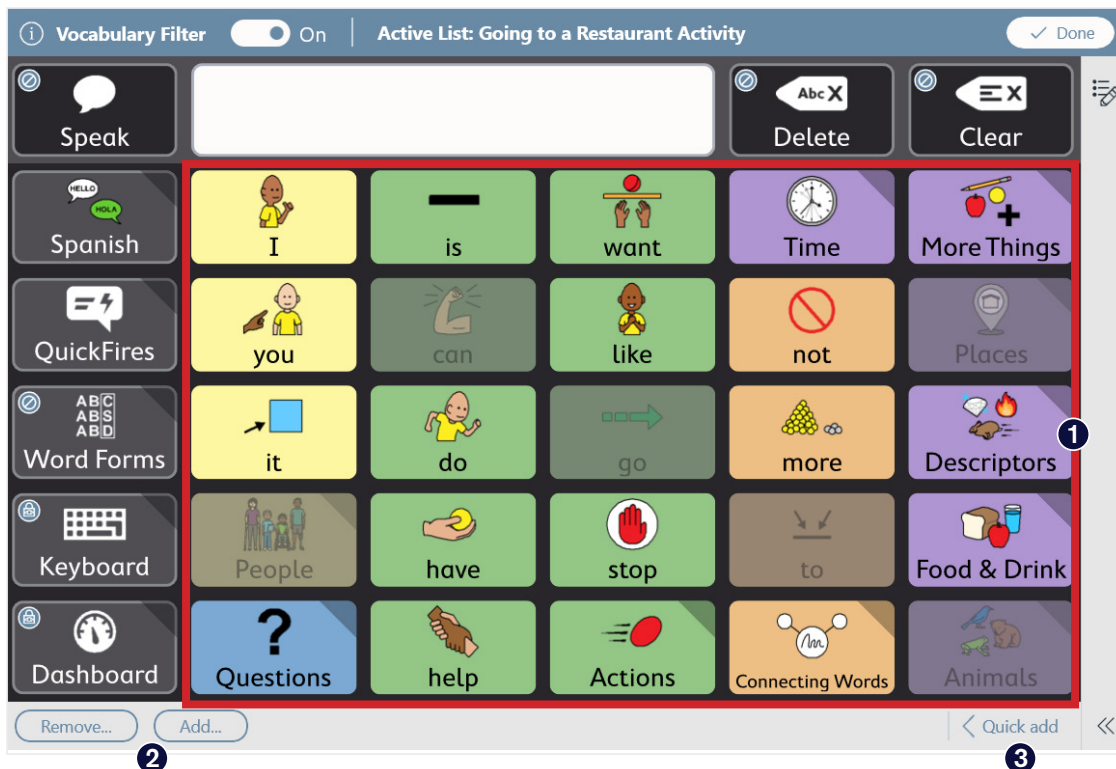 Vocabulary Filter On Active List: Going to a Restaurant Activity Done
Speak Abc X Delete X Clear
HELLO HOLA Spanish I is want Time More Things
QuickFires you can like not Places
ABC
ABS
ABD
Word Forms it do go more Descriptors
1
Keyboard People have stop to Food & Drink
Dashboard ? Questions help Actions Connecting Words Animals
Remove... Add... Quick add
2 3